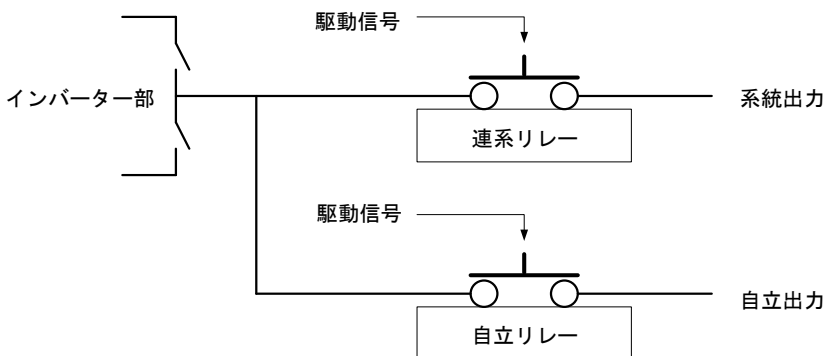 駆動信号
インバーター部
系統出力
連系リレー
駆動信号
自立出力
自立リレー